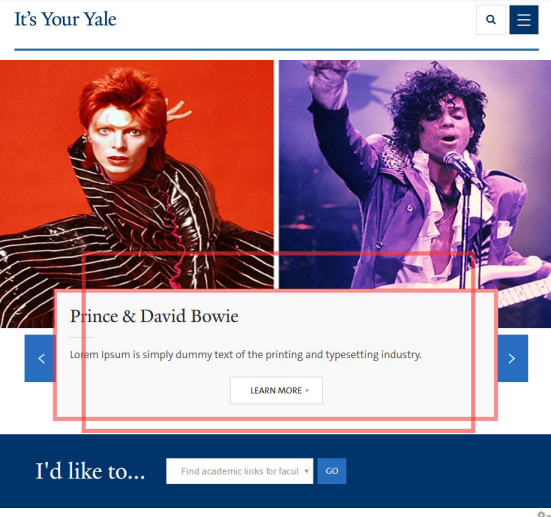 It's Your Yale
Prince & David Bowie
Lorem Ipsum is simply dummy text of the printing and typesetting industry.
LEARN MORE
I'd like to...
Find academic links for facul
GO